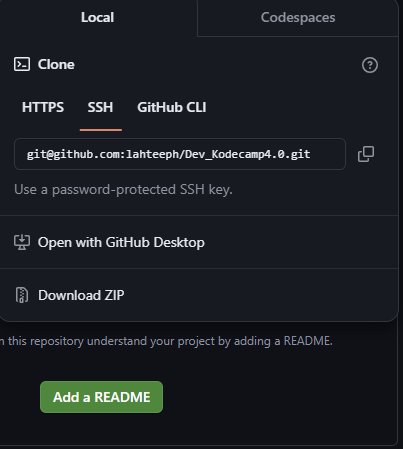 Local Codespaces
Clone
HTTPS SSH GitHub CLI
git@github.com:lahteeph/Dev_Kodecamp4.0.git
Use a password-protected SSH key.
Open with GitHub Desktop
Download ZIP
this repository understand your project by adding a README.
Add a README